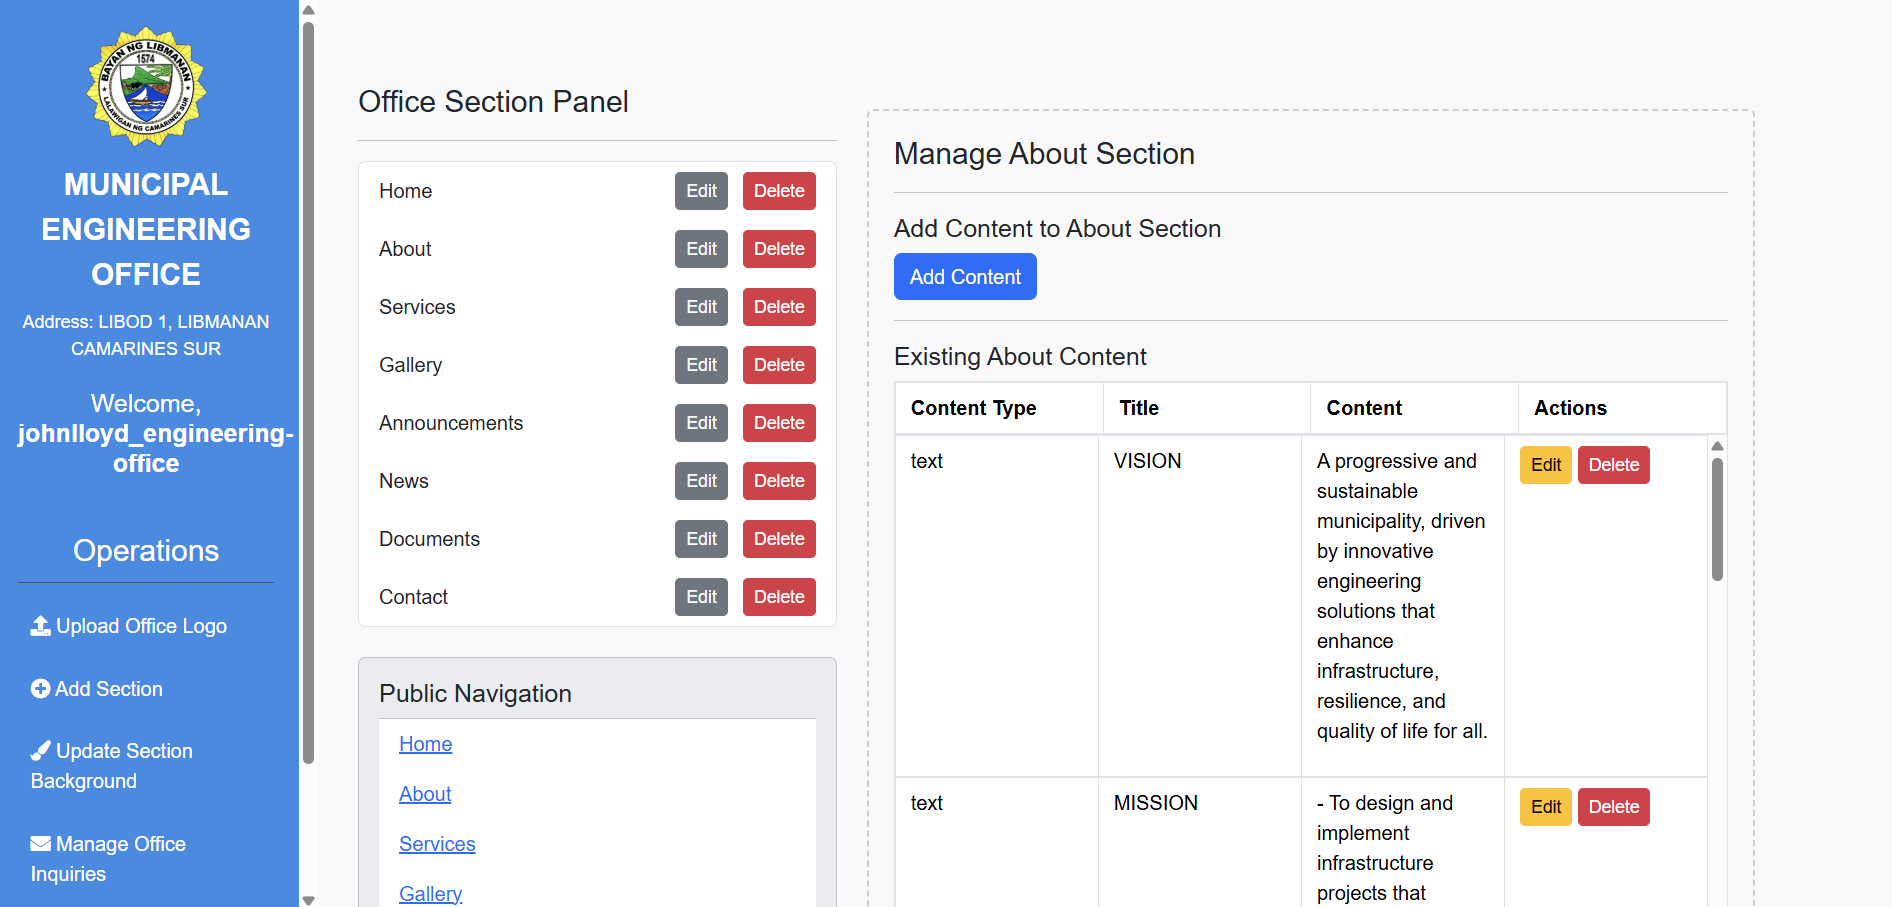 BAYAN NG LIBMANAN
1574
LALAWIGAN NG CAMARINES SUR
MUNICIPAL
ENGINEERING
OFFICE
Address: LIBOD 1, LIBMANAN
CAMARINES SUR
Welcome,
johnlloyd_engineering-
office
Operations
Upload Office Logo
Add Section
Update Section
Background
Manage Office
Inquiries
Office Section Panel
Home Edit Delete
About Edit Delete
Services Edit Delete
Gallery Edit Delete
Announcements Edit Delete
News Edit Delete
Documents Edit Delete
Contact Edit Delete
Public Navigation
Home
About
Services
Gallery
Manage About Section
Add Content to About Section
Add Content
Existing About Content
Content Type Title Content Actions
text VISION A progressive and Edit Delete
sustainable
municipality, driven
by innovative
engineering
solutions that
enhance
infrastructure,
resilience, and
quality of life for all.
text MISSION - To design and Edit Delete
implement
infrastructure
projects that